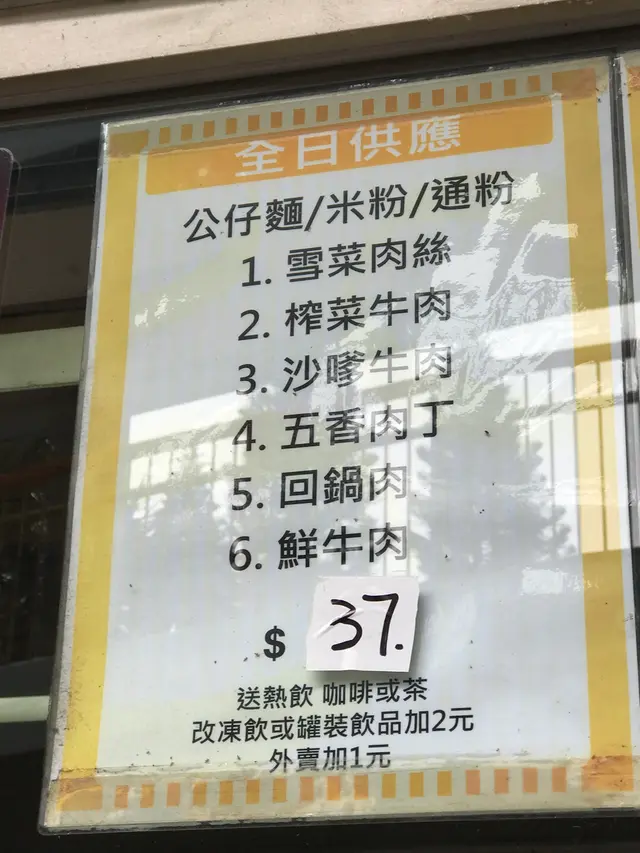 全日供應
公仔麵/米粉/通粉
1. 雪菜肉絲
2. 榨菜牛肉
3. 沙嗲牛肉
4. 五香肉丁
5. 回鍋肉
6. 鮮牛肉
$ 37.
送熱飲 咖啡或茶
改凍飲或罐裝飲品加2元
外賣加1元